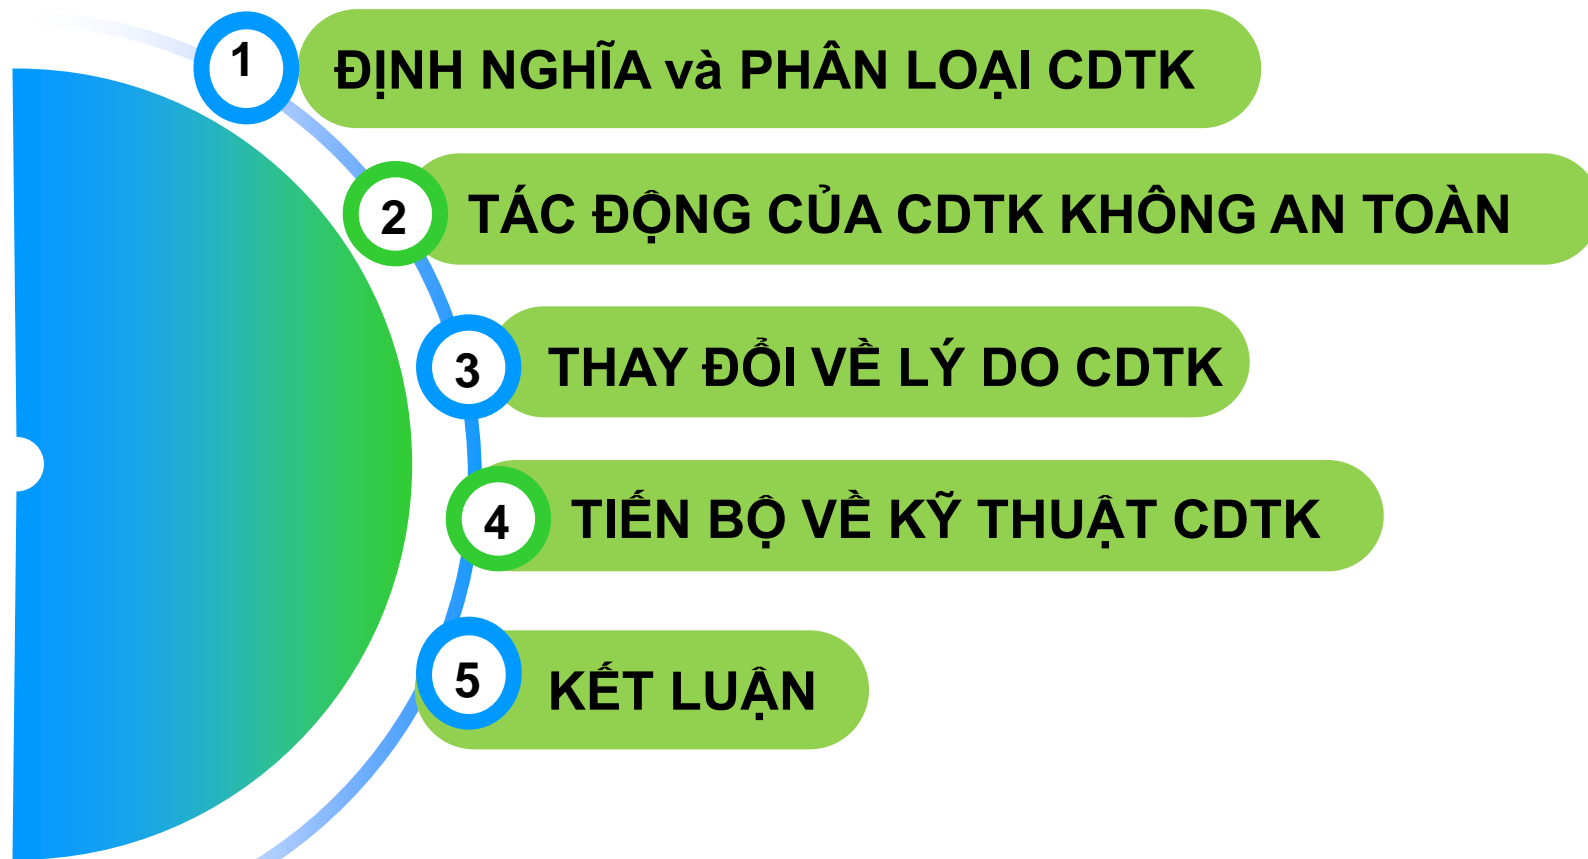 1 ĐỊNH NGHĨA và PHÂN LOẠI CDTK
2 TÁC ĐỘNG CỦA CDTK KHÔNG AN TOÀN
3 THAY ĐỔI VỀ LÝ DO CDTK
4 TIẾN BỘ VỀ KỸ THUẬT CDTK
5 KẾT LUẬN